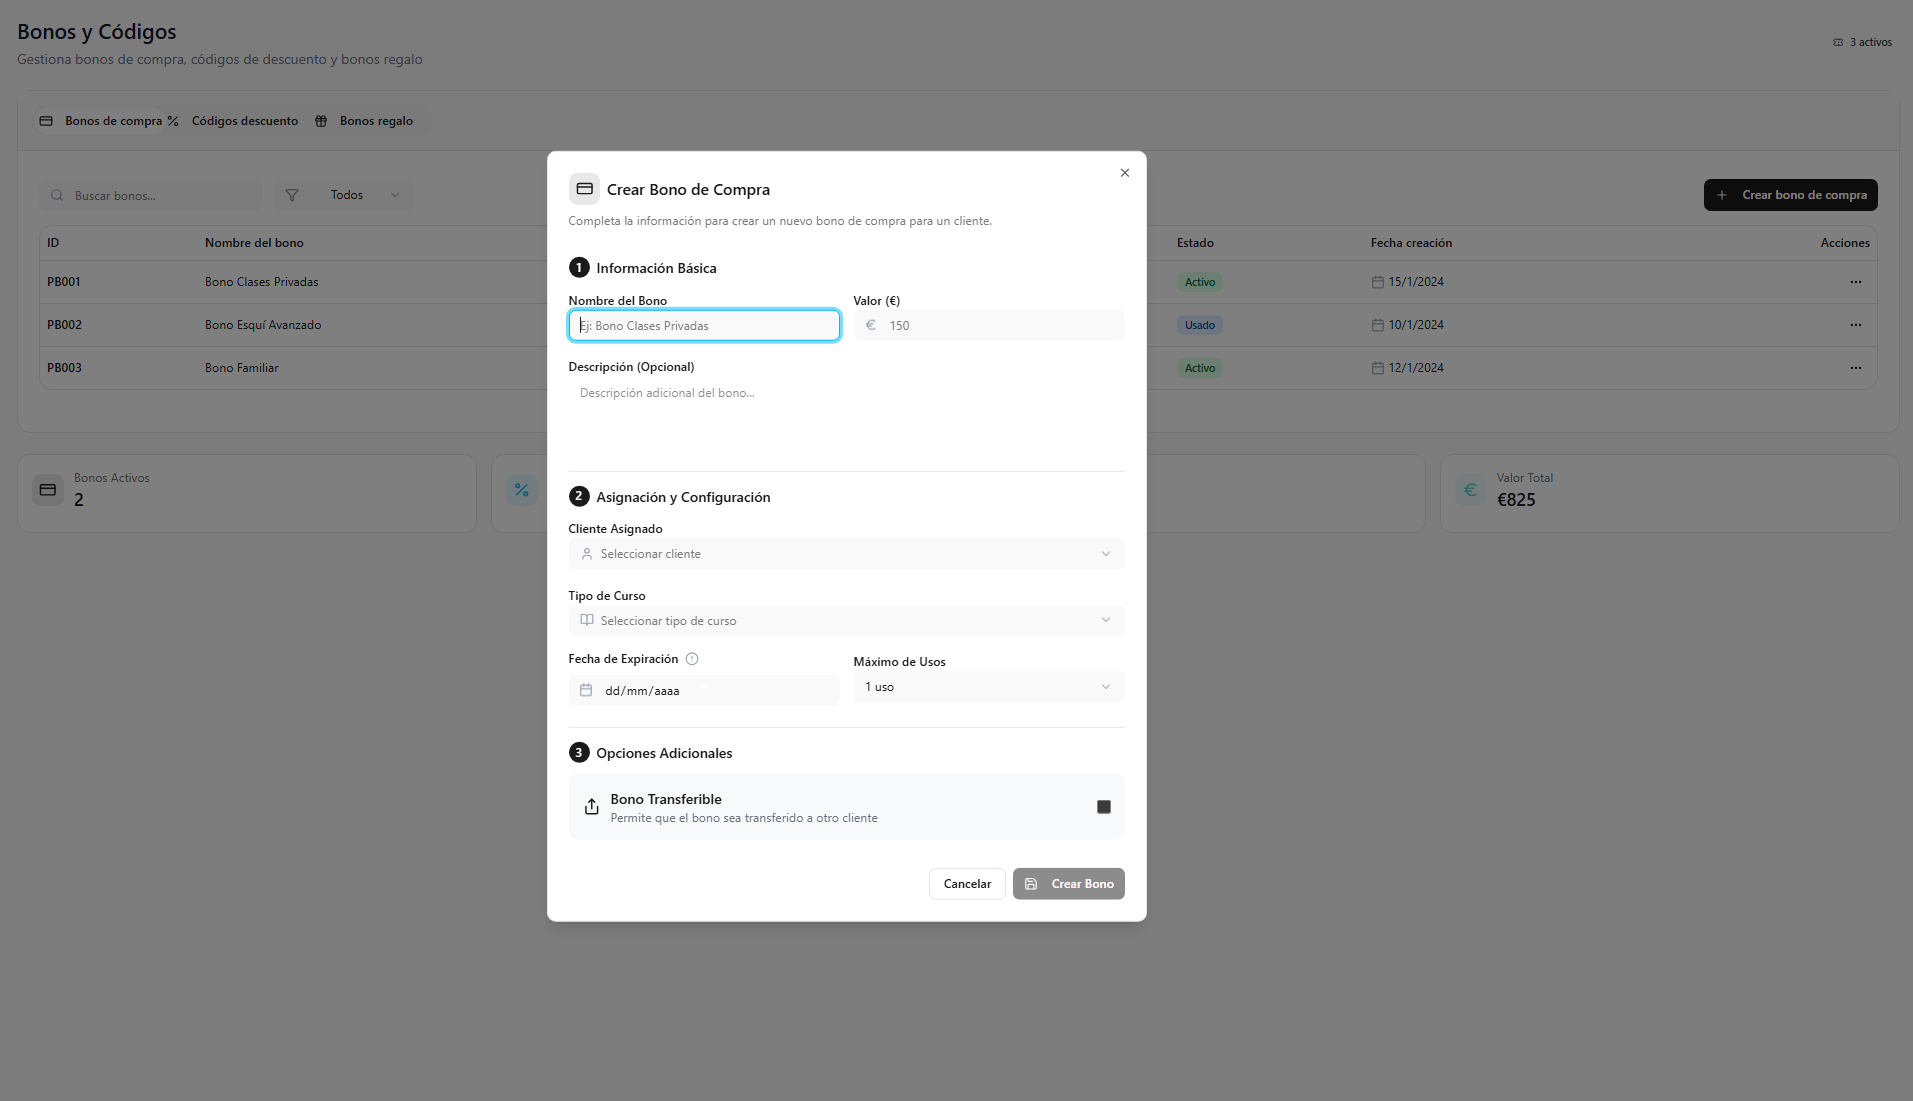 Bonos y Códigos
Gestiona bonos de compra, códigos de descuento y bonos regalo
3 activos
Bonos de compra
Códigos descuento
Bonos regalo
Buscar bonos...
Todos
Crear bono de compra
ID
Nombre del bono
Estado
Fecha creación
Acciones
PB001
Bono Clases Privadas
Activo
15/1/2024
PB002
Bono Esquí Avanzado
Usado
10/1/2024
PB003
Bono Familiar
Activo
12/1/2024
Bonos Activos
2
Valor Total
€825
Crear Bono de Compra
Completa la información para crear un nuevo bono de compra para un cliente.
1 Información Básica
Nombre del Bono
Ej: Bono Clases Privadas
Valor (€)
€ 150
Descripción (Opcional)
Descripción adicional del bono...
2 Asignación y Configuración
Cliente Asignado
Seleccionar cliente
Tipo de Curso
Seleccionar tipo de curso
Fecha de Expiración
dd/mm/aaaa
Máximo de Usos
1 uso
3 Opciones Adicionales
Bono Transferible
Permite que el bono sea transferido a otro cliente
Cancelar
Crear Bono